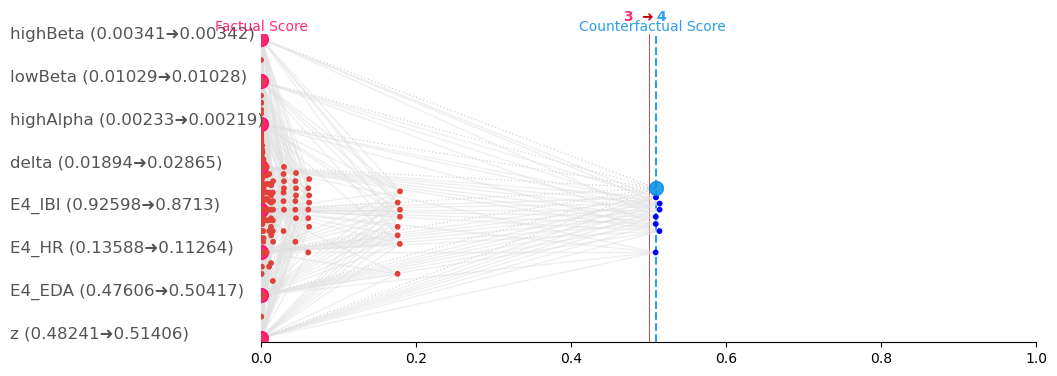 3 ➜ 4
Factual Score
Counterfactual Score
highBeta (0.00341➜0.00342)
lowBeta (0.01029➜0.01028)
highAlpha (0.00233➜0.00219)
delta (0.01894➜0.02865)
E4_IBI (0.92598➜0.8713)
E4_HR (0.13588➜0.11264)
E4_EDA (0.47606➜0.50417)
z (0.48241➜0.51406)
0.0 0.2 0.4 0.6 0.8 1.0